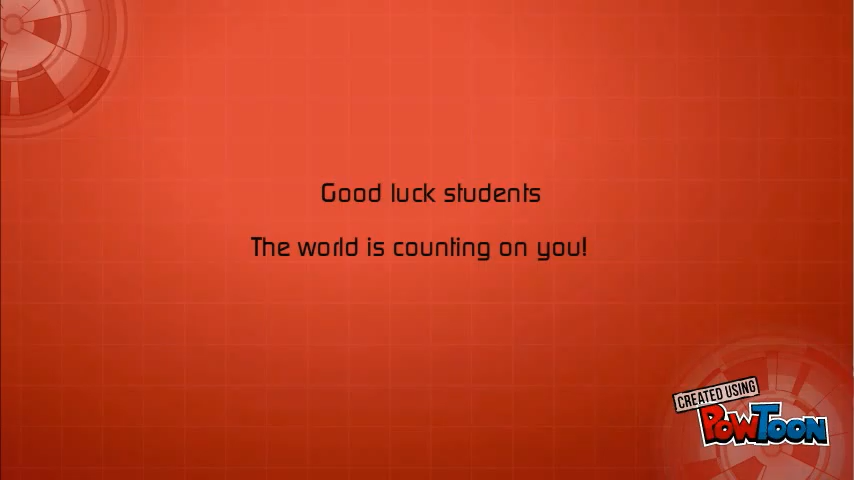 Good luck students
The world is counting on you!
CREATED USING
POWTOON